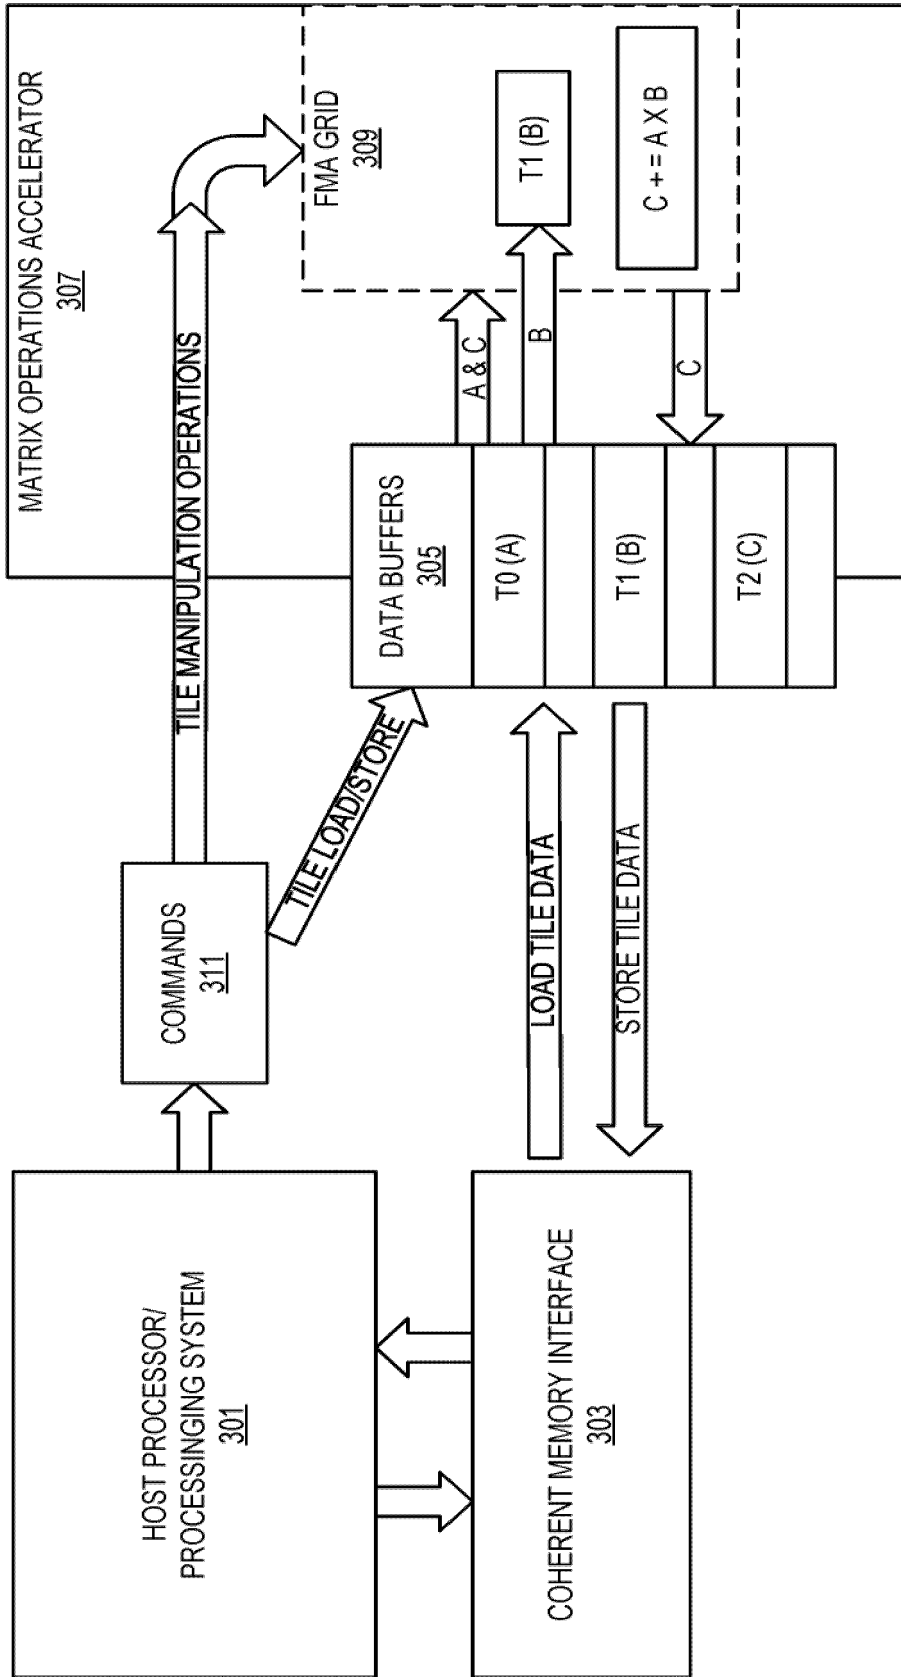 HOST PROCESSOR/
PROCESSINGING SYSTEM
301
COHERENT MEMORY INTERFACE
303
COMMANDS
311
TILE MANIPULATION OPERATIONS
TILE LOAD/STORE
LOAD TILE DATA
STORE TILE DATA
MATRIX OPERATIONS ACCELERATOR
307
DATA BUFFERS
305
T0 (A)
T1 (B)
T2 (C)
A & C
B
C
FMA GRID
309
T1 (B)
C + = A X B